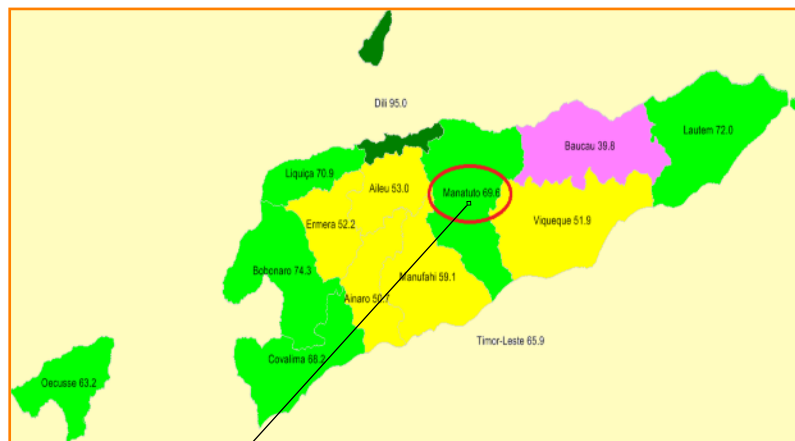 Dili 95.0
Lautem 72.0
Baucau 39.8
Liquiça 70.9
Aileu 53.0
Manatuto 69.6
Ermera 52.2
Viqueque 51.9
Bobonaro 74.3
Manufahi 59.1
Ainaro 50.7
Timor-Leste 65.9
Covalima 68.2
Oecusse 63.2